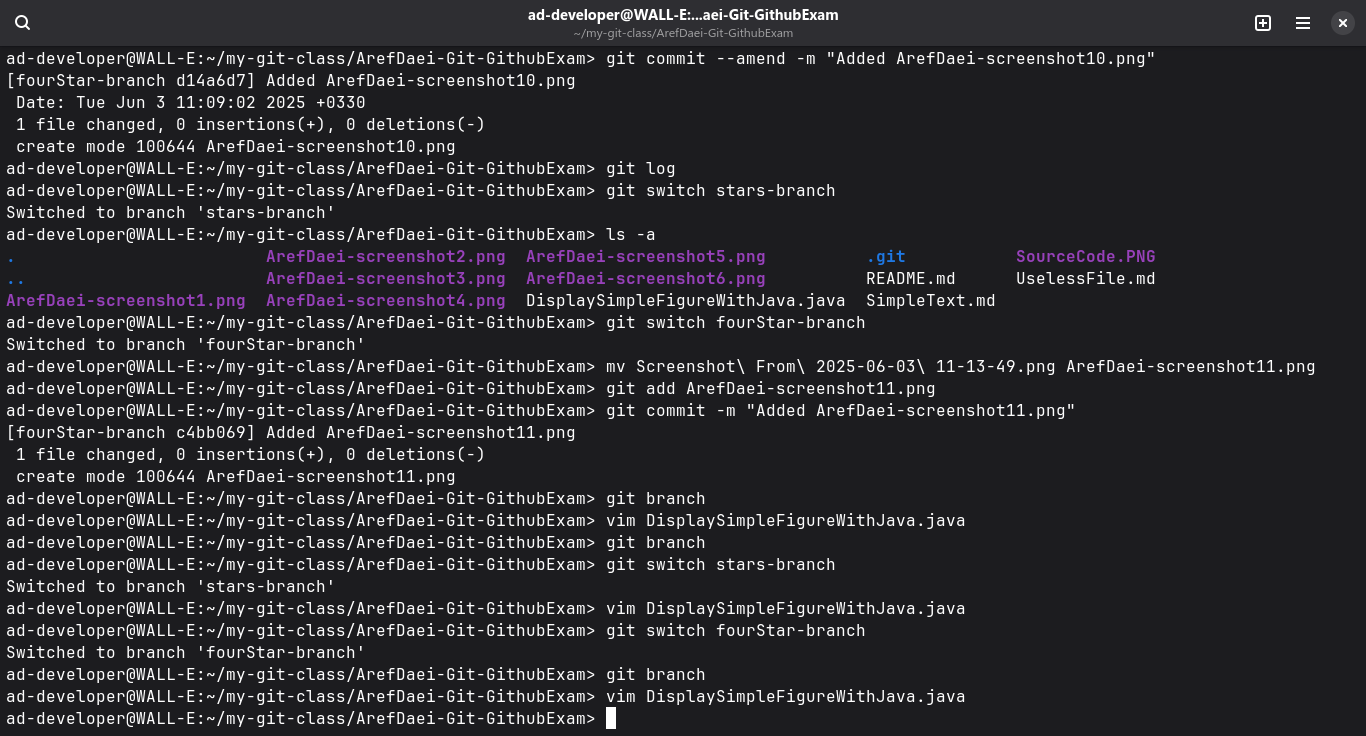 ad-developer@WALL-E:...aei-Git-GithubExam
~/my-git-class/ArefDaei-Git-GithubExam
ad-developer@WALL-E:~/my-git-class/ArefDaei-Git-GithubExam> git commit --amend -m "Added ArefDaei-screenshot10.png"
[fourStar-branch d14a6d7] Added ArefDaei-screenshot10.png
 Date: Tue Jun 3 11:09:02 2025 +0330
 1 file changed, 0 insertions(+), 0 deletions(-)
 create mode 100644 ArefDaei-screenshot10.png
ad-developer@WALL-E:~/my-git-class/ArefDaei-Git-GithubExam> git log
ad-developer@WALL-E:~/my-git-class/ArefDaei-Git-GithubExam> git switch stars-branch
Switched to branch 'stars-branch'
ad-developer@WALL-E:~/my-git-class/ArefDaei-Git-GithubExam> ls -a
.                         ArefDaei-screenshot2.png  ArefDaei-screenshot5.png          .git           SourceCode.PNG
..                        ArefDaei-screenshot3.png  ArefDaei-screenshot6.png          README.md      UselessFile.md
ArefDaei-screenshot1.png  ArefDaei-screenshot4.png  DisplaySimpleFigureWithJava.java  SimpleText.md
ad-developer@WALL-E:~/my-git-class/ArefDaei-Git-GithubExam> git switch fourStar-branch
Switched to branch 'fourStar-branch'
ad-developer@WALL-E:~/my-git-class/ArefDaei-Git-GithubExam> mv Screenshot\ From\ 2025-06-03\ 11-13-49.png ArefDaei-screenshot11.png
ad-developer@WALL-E:~/my-git-class/ArefDaei-Git-GithubExam> git add ArefDaei-screenshot11.png
ad-developer@WALL-E:~/my-git-class/ArefDaei-Git-GithubExam> git commit -m "Added ArefDaei-screenshot11.png"
[fourStar-branch c4bb069] Added ArefDaei-screenshot11.png
 1 file changed, 0 insertions(+), 0 deletions(-)
 create mode 100644 ArefDaei-screenshot11.png
ad-developer@WALL-E:~/my-git-class/ArefDaei-Git-GithubExam> git branch
ad-developer@WALL-E:~/my-git-class/ArefDaei-Git-GithubExam> vim DisplaySimpleFigureWithJava.java
ad-developer@WALL-E:~/my-git-class/ArefDaei-Git-GithubExam> git branch
ad-developer@WALL-E:~/my-git-class/ArefDaei-Git-GithubExam> git switch stars-branch
Switched to branch 'stars-branch'
ad-developer@WALL-E:~/my-git-class/ArefDaei-Git-GithubExam> vim DisplaySimpleFigureWithJava.java
ad-developer@WALL-E:~/my-git-class/ArefDaei-Git-GithubExam> git switch fourStar-branch
Switched to branch 'fourStar-branch'
ad-developer@WALL-E:~/my-git-class/ArefDaei-Git-GithubExam> git branch
ad-developer@WALL-E:~/my-git-class/ArefDaei-Git-GithubExam> vim DisplaySimpleFigureWithJava.java
ad-developer@WALL-E:~/my-git-class/ArefDaei-Git-GithubExam>